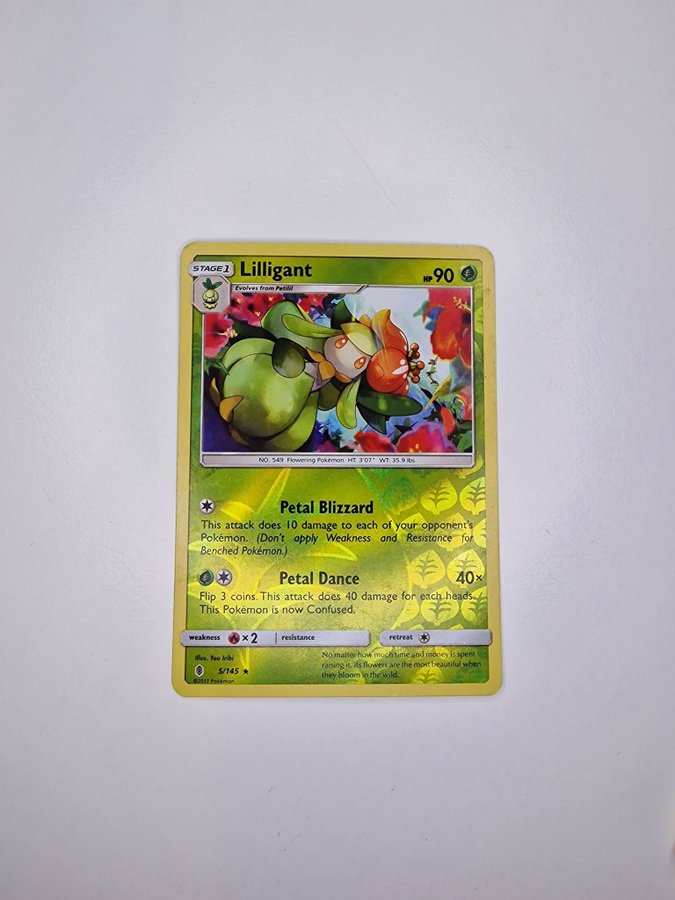 STAGE 1 Lilligant HP 90
Evolves from Petilil
NO. 549 Flowering Pokémon HT: 3'07" WT: 35.9 lbs.
Petal Blizzard
This attack does 10 damage to each of your opponent's
Pokémon. (Don't apply Weakness and Resistance for
Benched Pokémon.)
Petal Dance 40×
Flip 3 coins. This attack does 40 damage for each heads.
This Pokémon is now Confused.
weakness ×2 resistance retreat
Illus. You Iribi
5/145 ★
©2017 Pokémon
No matter how much time and money is spent
raising it, its flowers are the most beautiful when
they bloom in the wild.